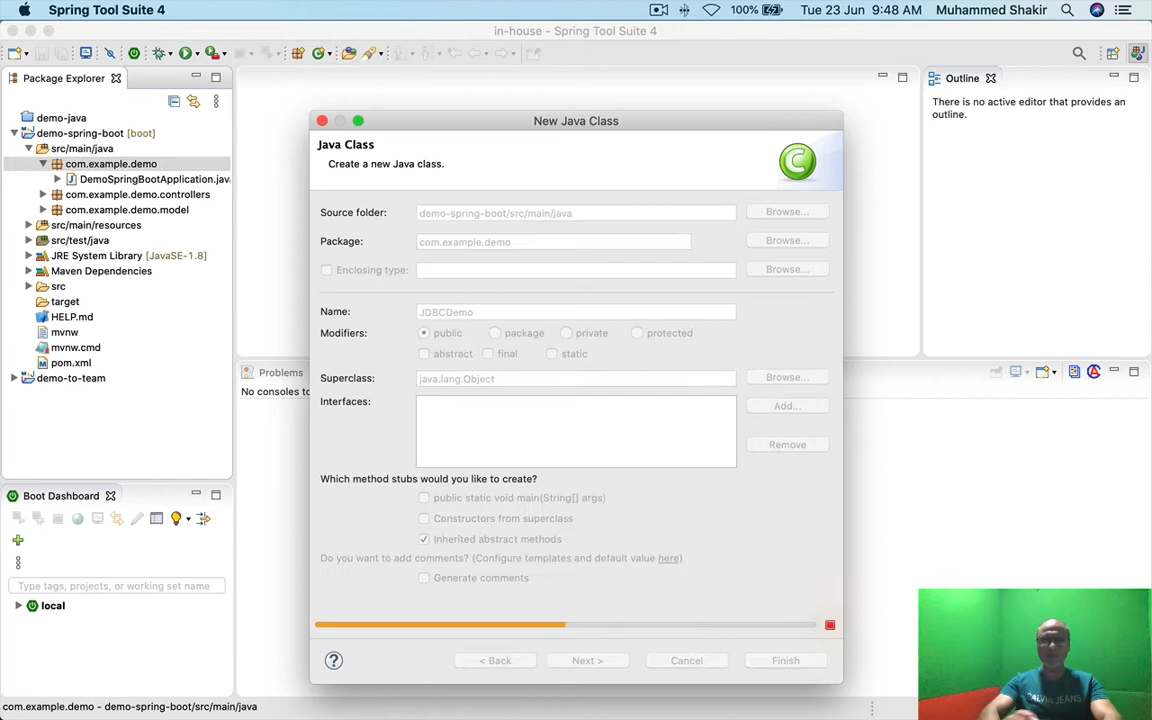 Spring Tool Suite 4
100%
Tue 23 Jun 9:48 AM
Muhammed Shakir
in-house - Spring Tool Suite 4
Package Explorer
demo-java
demo-spring-boot [boot]
src/main/java
com.example.demo
DemoSpringBootApplication.jav
com.example.demo.controllers
com.example.demo.model
src/main/resources
src/test/java
JRE System Library [JavaSE-1.8]
Maven Dependencies
src
target
HELP.md
mvnw
mvnw.cmd
pom.xml
demo-to-team
Boot Dashboard
Type tags, projects, or working set name
local
com.example.demo - demo-spring-boot/src/main/java
New Java Class
Java Class
Create a new Java class.
C
Source folder: demo-spring-boot/src/main/java Browse...
Package: com.example.demo Browse...
Enclosing type: Browse...
Name: JDBCDemo
Modifiers: public package private protected
abstract final static
Superclass: java.lang.Object Browse...
Interfaces: Add...
Remove
Which method stubs would you like to create?
public static void main(String[] args)
Constructors from superclass
Inherited abstract methods
Do you want to add comments? (Configure templates and default value here)
Generate comments
?
< Back Next > Cancel Finish
Problems
No consoles to
Outline
There is no active editor that provides an
outline.
CALVIN JEANS